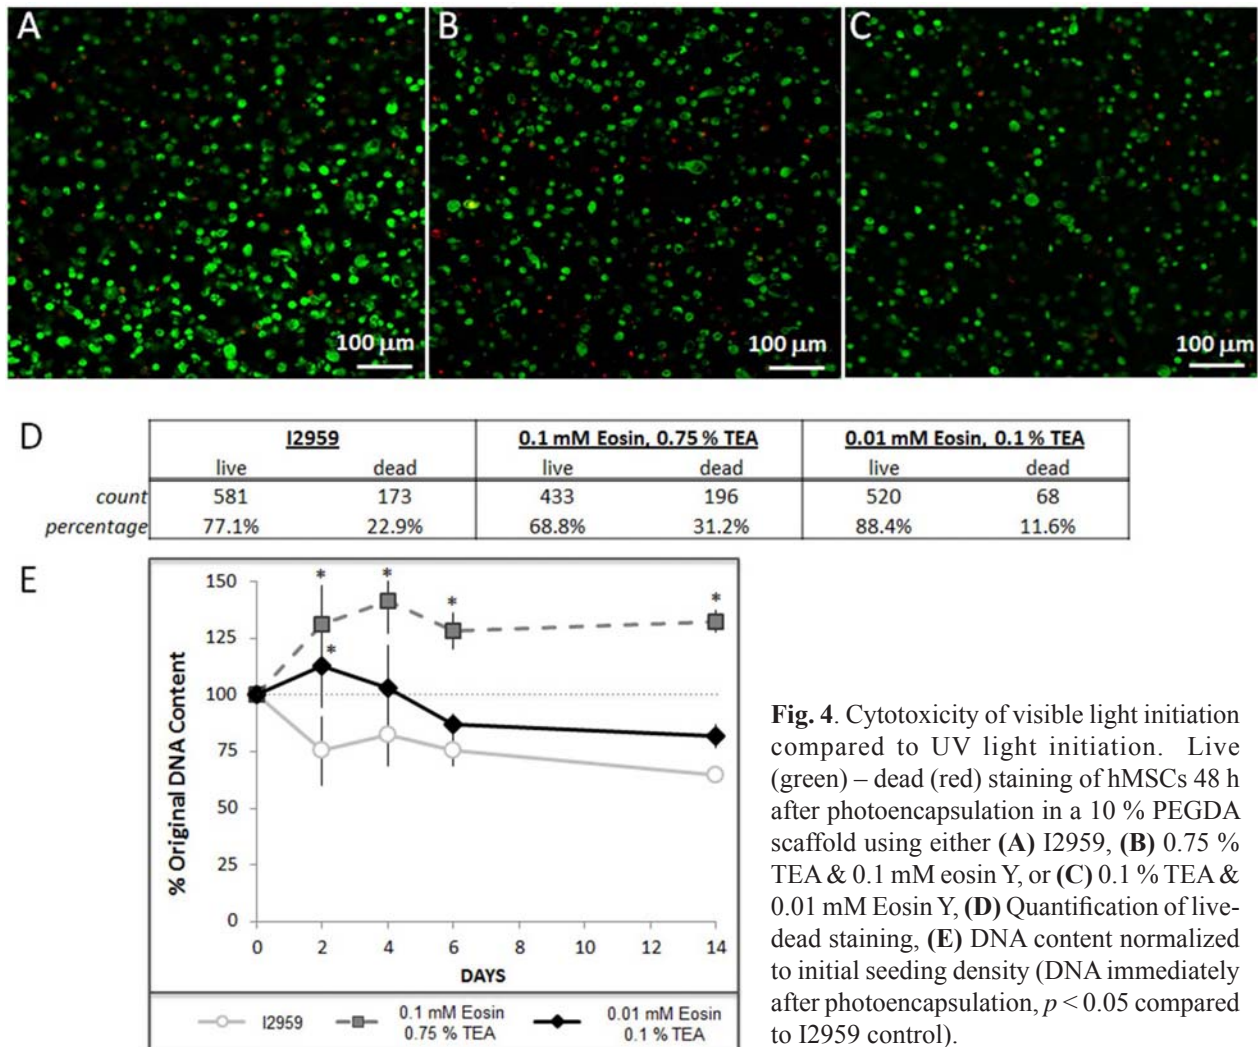 A
B
C
100 µm
100 µm
100 µm
D
I2959
0.1 mM Eosin, 0.75 % TEA
0.01 mM Eosin, 0.1 % TEA
live dead live dead live dead
count 581 173 433 196 520 68
percentage 77.1% 22.9% 68.8% 31.2% 88.4% 11.6%
E
% Original DNA Content
150
125
100
75
50
25
0
* * * * *
0 2 4 6 8 10 12 14
DAYS
I2959
0.1 mM Eosin
0.75 % TEA
0.01 mM Eosin
0.1 % TEA
Fig. 4. Cytotoxicity of visible light initiation
compared to UV light initiation. Live
(green) – dead (red) staining of hMSCs 48 h
after photoencapsulation in a 10 % PEGDA
scaffold using either (A) I2959, (B) 0.75 %
TEA & 0.1 mM eosin Y, or (C) 0.1 % TEA &
0.01 mM Eosin Y, (D) Quantification of live-
dead staining, (E) DNA content normalized
to initial seeding density (DNA immediately
after photoencapsulation, p < 0.05 compared
to I2959 control).